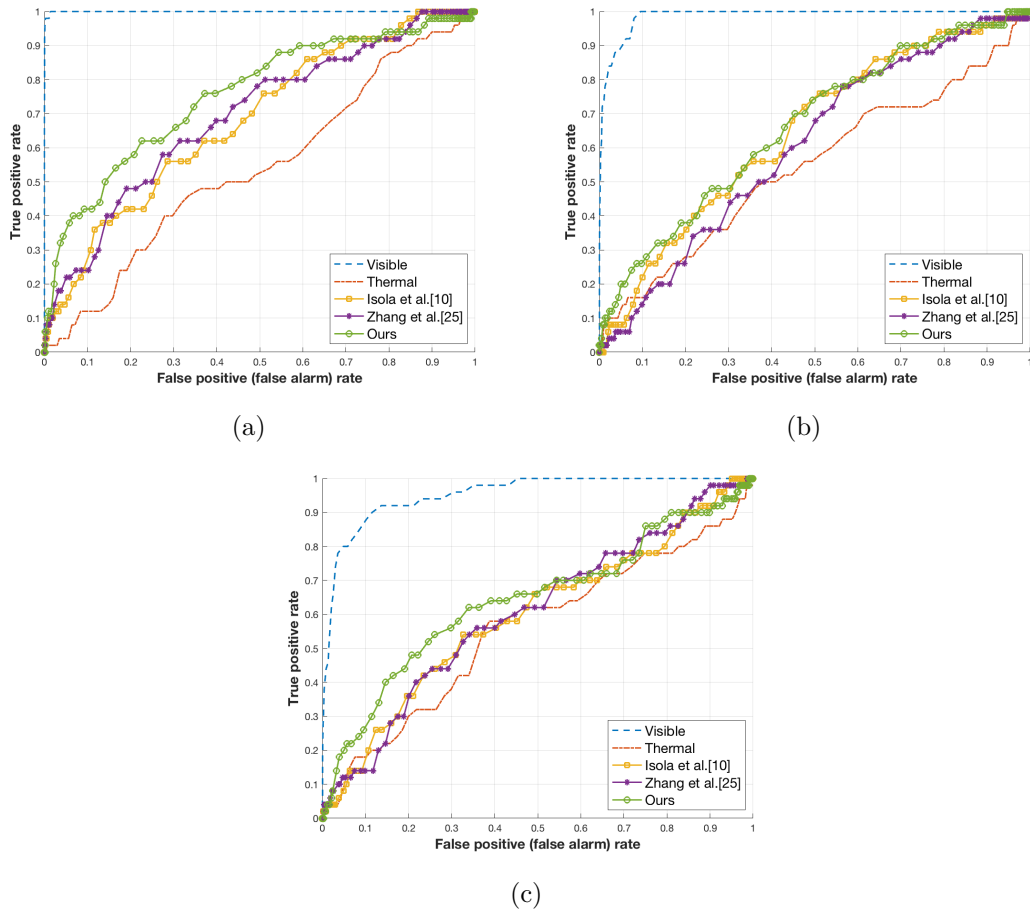 1
0.9
0.8
0.7
0.6
0.5
0.4
0.3
0.2
0.1
0
True positive rate
Visible
Thermal
Isola et al.[10]
Zhang et al.[25]
Ours
0 0.1 0.2 0.3 0.4 0.5 0.6 0.7 0.8 0.9 1
False positive (false alarm) rate
(a)
1
0.9
0.8
0.7
0.6
0.5
0.4
0.3
0.2
0.1
0
True positive rate
Visible
Thermal
Isola et al.[10]
Zhang et al.[25]
Ours
0 0.1 0.2 0.3 0.4 0.5 0.6 0.7 0.8 0.9 1
False positive (false alarm) rate
(b)
1
0.9
0.8
0.7
0.6
0.5
0.4
0.3
0.2
0.1
0
True positive rate
Visible
Thermal
Isola et al.[10]
Zhang et al.[25]
Ours
0 0.1 0.2 0.3 0.4 0.5 0.6 0.7 0.8 0.9 1
False positive (false alarm) rate
(c)